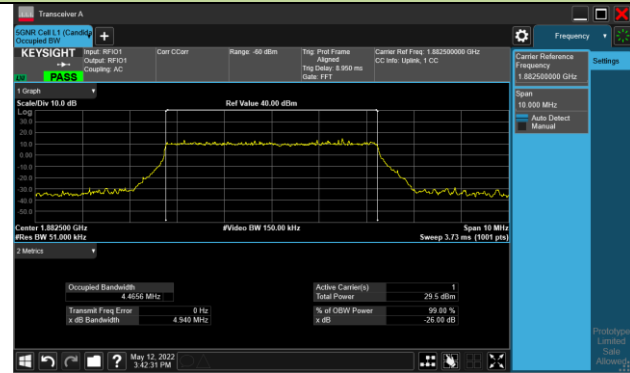 Transceiver A
5GNR Cell L1 (Candid
Occupied BW
Frequency
KEYSIGHT
Input: RFIO1
Output: RFIO1
Coupling: AC
Corr CCorr
Range: -60 dBm
Trig: Prot Frame
Aligned
Trig Delay: 8.950 ms
Gate: FFT
Carrier Ref Freq: 1.882500000 GHz
CC Info: Uplink, 1 CC
PASS
Carrier Reference
Frequency
1.882500000 GHz
Settings
Span
10.000 MHz
Auto Detect
Manual
1 Graph
Scale/Div 10.0 dB
Ref Value 40.00 dBm
Log
30.0
20.0
10.0
0.00
-10.0
-20.0
-30.0
-40.0
-50.0
Center 1.882500 GHz
#Video BW 150.00 kHz
Span 10 MHz
#Res BW 51.000 kHz
Sweep 3.73 ms (1001 pts)
2 Metrics
Occupied Bandwidth
4.4656 MHz
Active Carrier(s) 1
Total Power 29.5 dBm
Transmit Freq Error 0 Hz
x dB Bandwidth 4.940 MHz
% of OBW Power 99.00 %
x dB -26.00 dB
Prototype
Limited
Sale
Allowed
?
May 12, 2022
3:42:31 PM